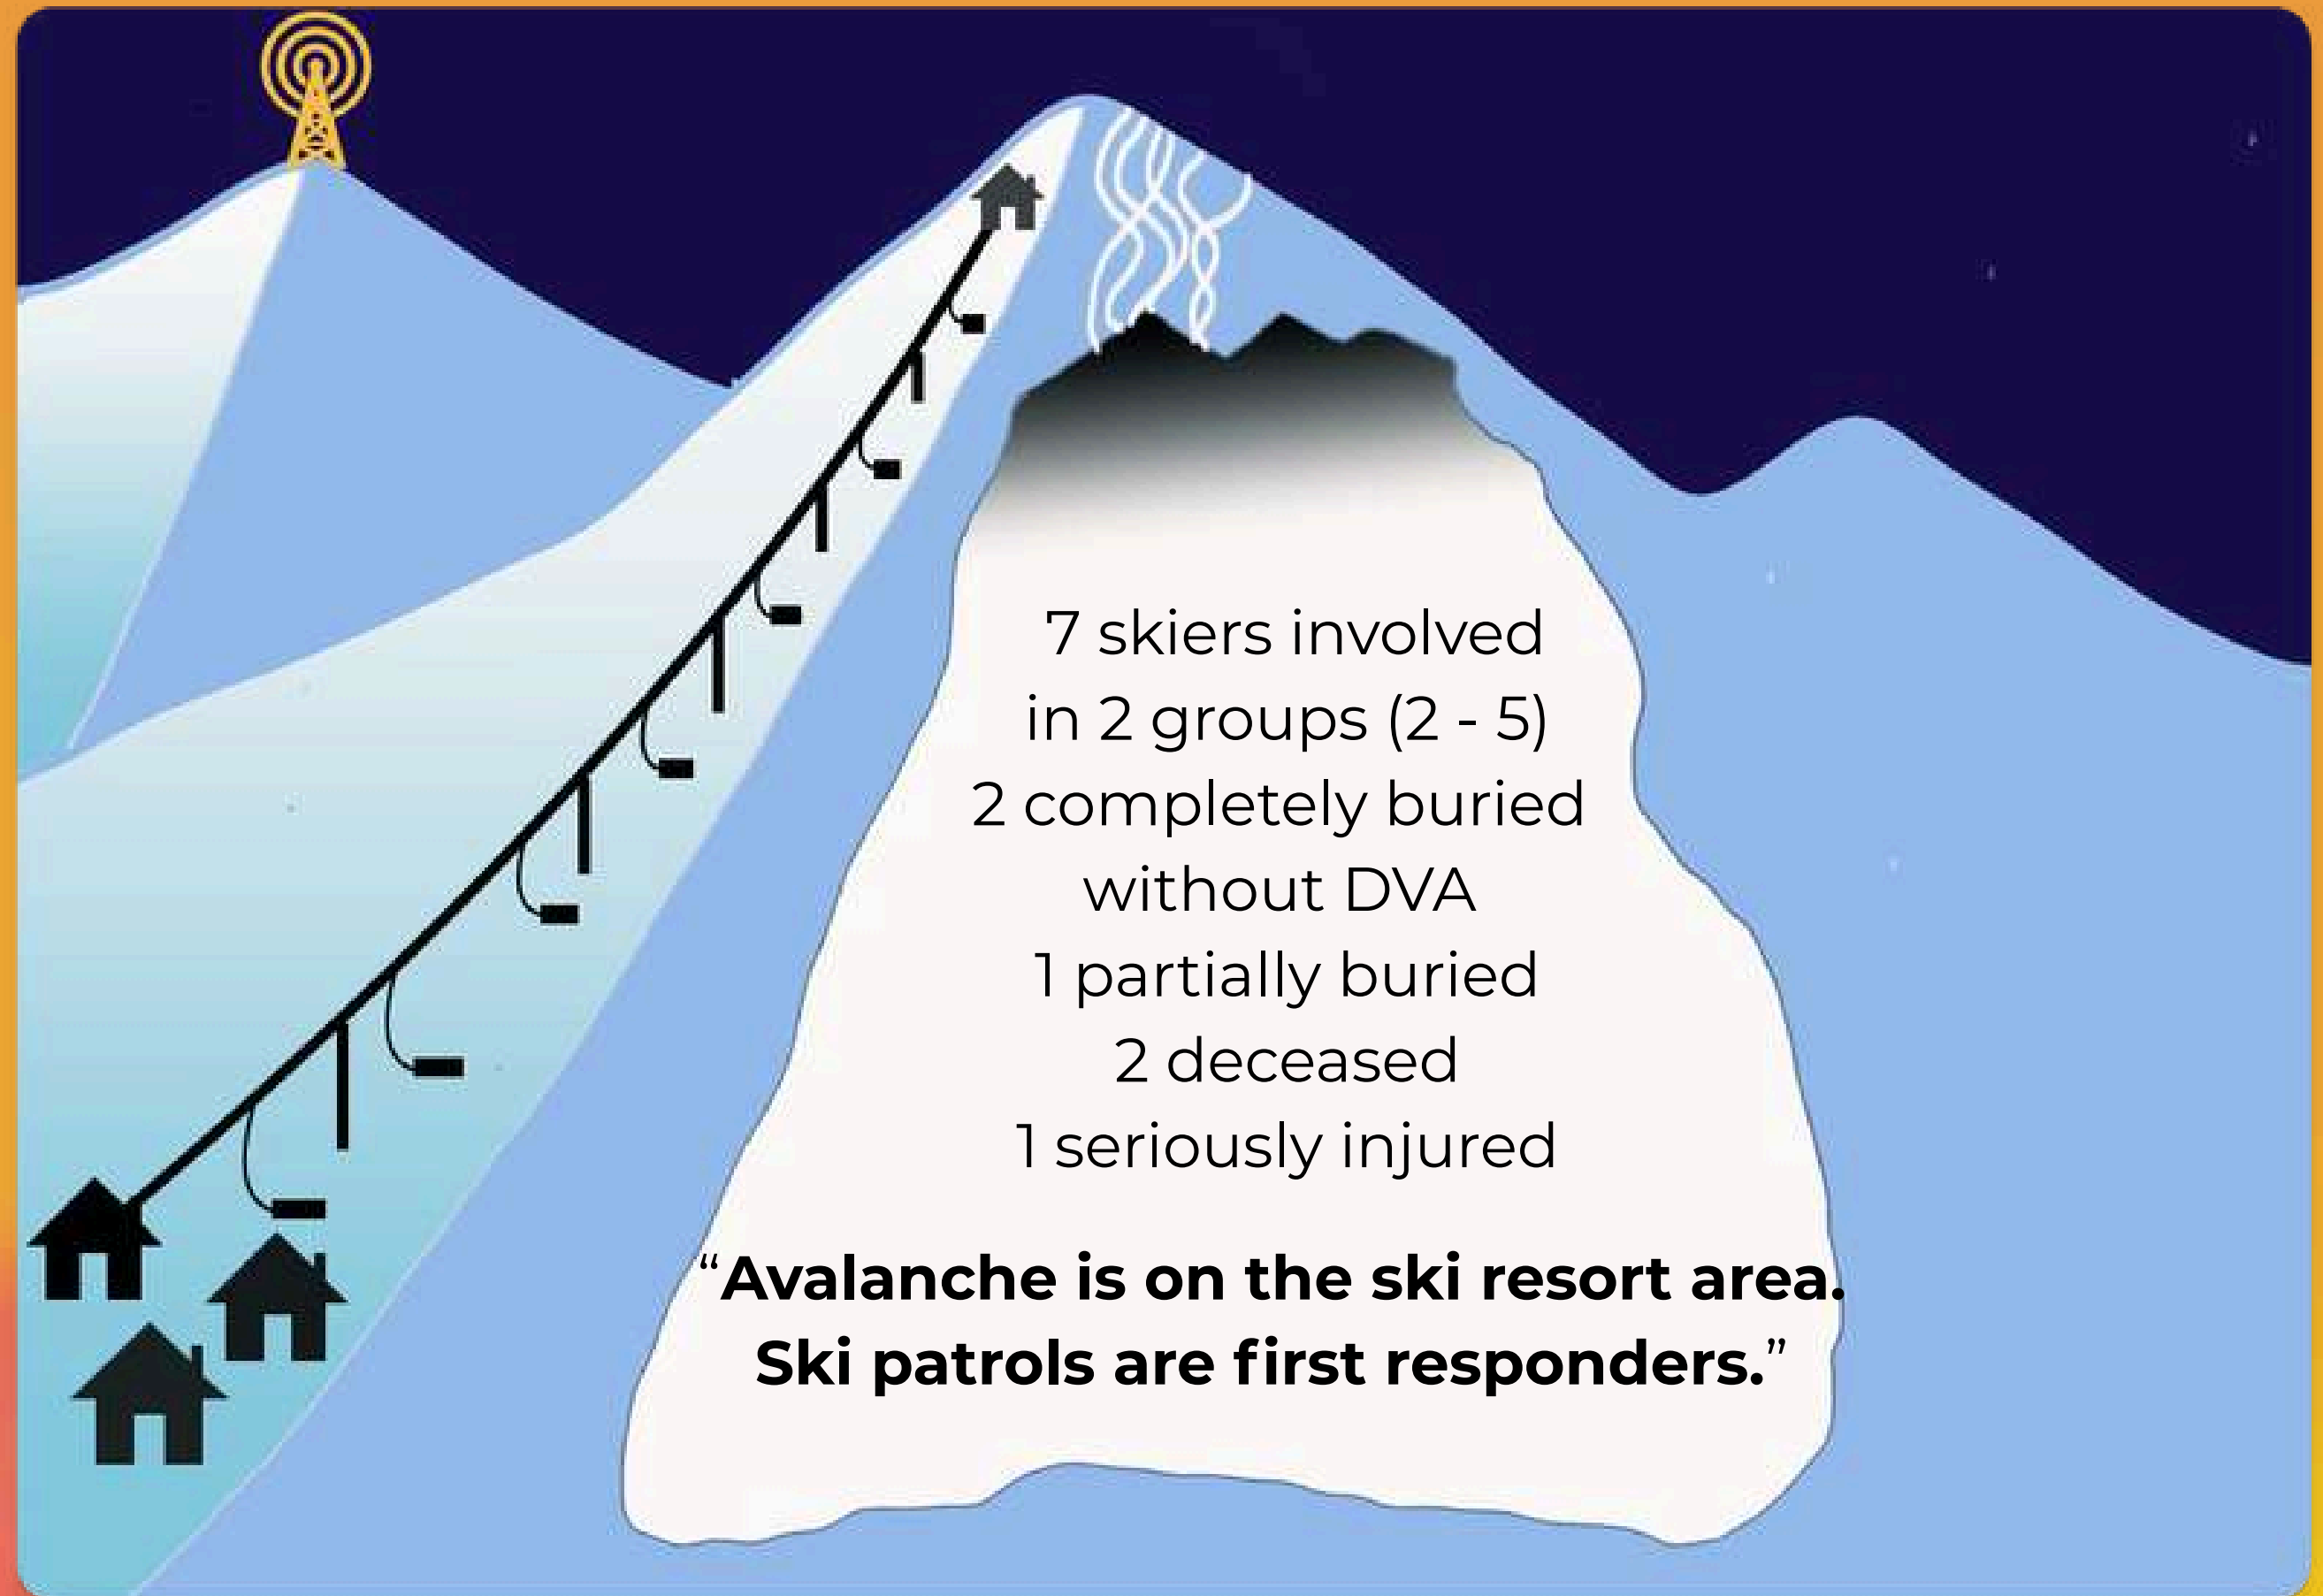 7 skiers involved
in 2 groups (2 - 5)
2 completely buried
without DVA
1 partially buried
2 deceased
1 seriously injured
“Avalanche is on the ski resort area.
Ski patrols are first responders.”